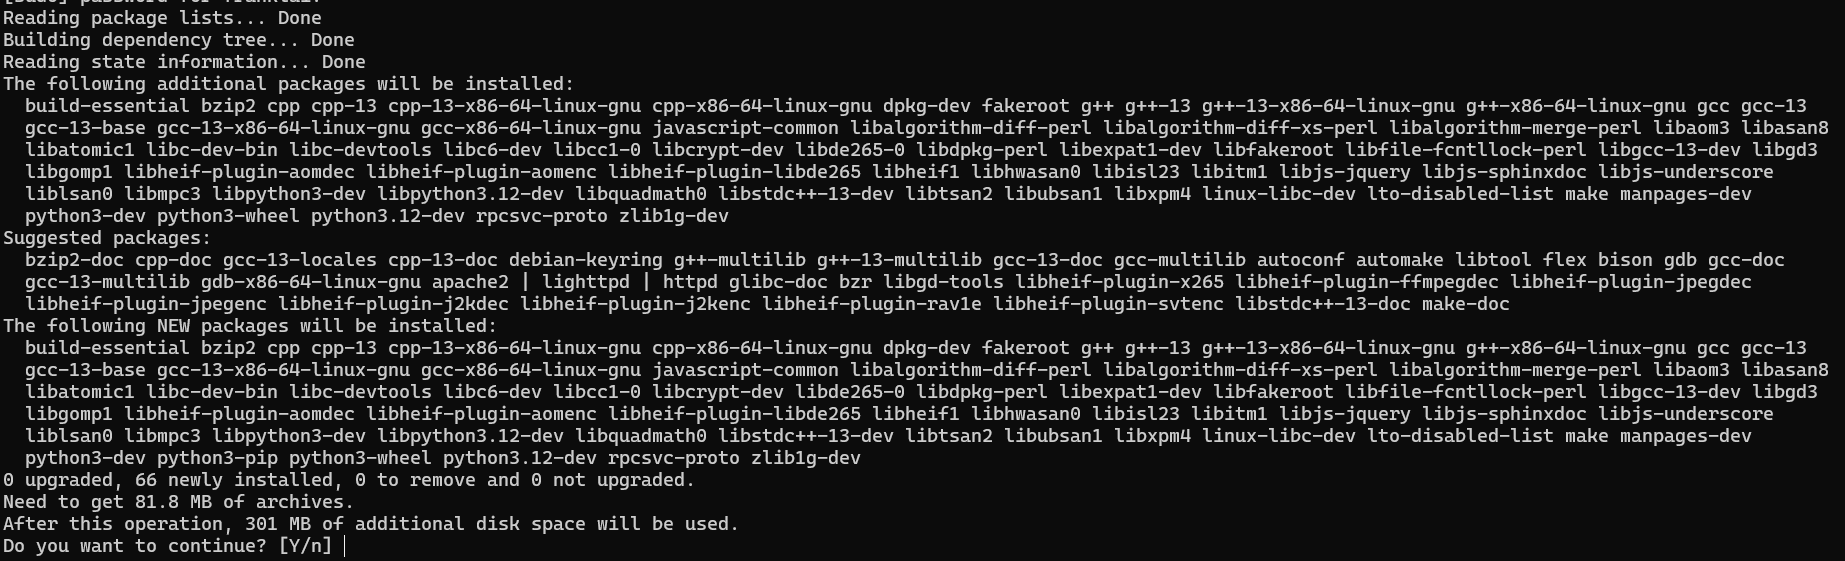 Reading package lists... Done
Building dependency tree... Done
Reading state information... Done
The following additional packages will be installed:
  build-essential bzip2 cpp cpp-13 cpp-13-x86-64-linux-gnu cpp-x86-64-linux-gnu dpkg-dev fakeroot g++ g++-13 g++-13-x86-64-linux-gnu g++-x86-64-linux-gnu gcc gcc-13
  gcc-13-base gcc-13-x86-64-linux-gnu gcc-x86-64-linux-gnu javascript-common libalgorithm-diff-perl libalgorithm-diff-xs-perl libalgorithm-merge-perl libaom3 libasan8
  libatomic1 libc-dev-bin libc-devtools libc6-dev libcc1-0 libcrypt-dev libde265-0 libdpkg-perl libexpat1-dev libfakeroot libfile-fcntllock-perl libgcc-13-dev libgd3
  libgomp1 libheif-plugin-aomdec libheif-plugin-aomenc libheif-plugin-libde265 libheif1 libhwasan0 libisl23 libitm1 libjs-jquery libjs-sphinxdoc libjs-underscore
  liblsan0 libmpc3 libpython3-dev libpython3.12-dev libquadmath0 libstdc++-13-dev libtsan2 libubsan1 libxpm4 linux-libc-dev lto-disabled-list make manpages-dev
  python3-dev python3-wheel python3.12-dev rpcsvc-proto zlib1g-dev
Suggested packages:
  bzip2-doc cpp-doc gcc-13-locales cpp-13-doc debian-keyring g++-multilib g++-13-multilib gcc-13-doc gcc-multilib autoconf automake libtool flex bison gdb gcc-doc
  gcc-13-multilib gdb-x86-64-linux-gnu apache2 | lighttpd | httpd glibc-doc bzr libgd-tools libheif-plugin-x265 libheif-plugin-ffmpegdec libheif-plugin-jpegdec
  libheif-plugin-jpegenc libheif-plugin-j2kdec libheif-plugin-j2kenc libheif-plugin-rav1e libheif-plugin-svtenc libstdc++-13-doc make-doc
The following NEW packages will be installed:
  build-essential bzip2 cpp cpp-13 cpp-13-x86-64-linux-gnu cpp-x86-64-linux-gnu dpkg-dev fakeroot g++ g++-13 g++-13-x86-64-linux-gnu g++-x86-64-linux-gnu gcc gcc-13
  gcc-13-base gcc-13-x86-64-linux-gnu gcc-x86-64-linux-gnu javascript-common libalgorithm-diff-perl libalgorithm-diff-xs-perl libalgorithm-merge-perl libaom3 libasan8
  libatomic1 libc-dev-bin libc-devtools libc6-dev libcc1-0 libcrypt-dev libde265-0 libdpkg-perl libexpat1-dev libfakeroot libfile-fcntllock-perl libgcc-13-dev libgd3
  libgomp1 libheif-plugin-aomdec libheif-plugin-aomenc libheif-plugin-libde265 libheif1 libhwasan0 libisl23 libitm1 libjs-jquery libjs-sphinxdoc libjs-underscore
  liblsan0 libmpc3 libpython3-dev libpython3.12-dev libquadmath0 libstdc++-13-dev libtsan2 libubsan1 libxpm4 linux-libc-dev lto-disabled-list make manpages-dev
  python3-dev python3-pip python3-wheel python3.12-dev rpcsvc-proto zlib1g-dev
0 upgraded, 66 newly installed, 0 to remove and 0 not upgraded.
Need to get 81.8 MB of archives.
After this operation, 301 MB of additional disk space will be used.
Do you want to continue? [Y/n]